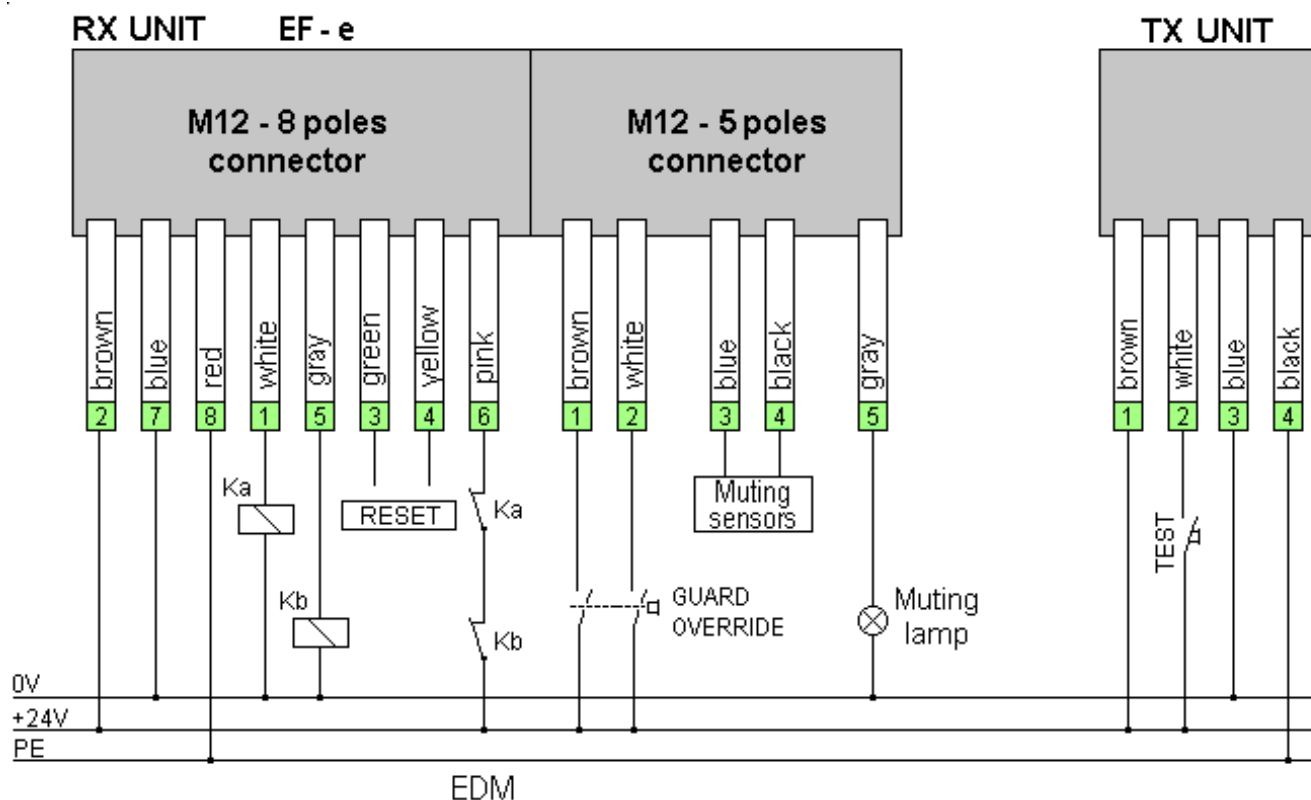 RX UNIT EF - e TX UNIT
M12 - 8 poles
connector
M12 - 5 poles
connector
brown blue red white gray green yellow pink brown white blue black gray brown white blue black
2 7 8 1 5 3 4 6 1 2 3 4 5 1 2 3 4
Ka
RESET
Ka
Muting
sensors
TEST
Kb
Kb
GUARD
OVERRIDE
Muting
lamp
0V
+24V
PE
EDM